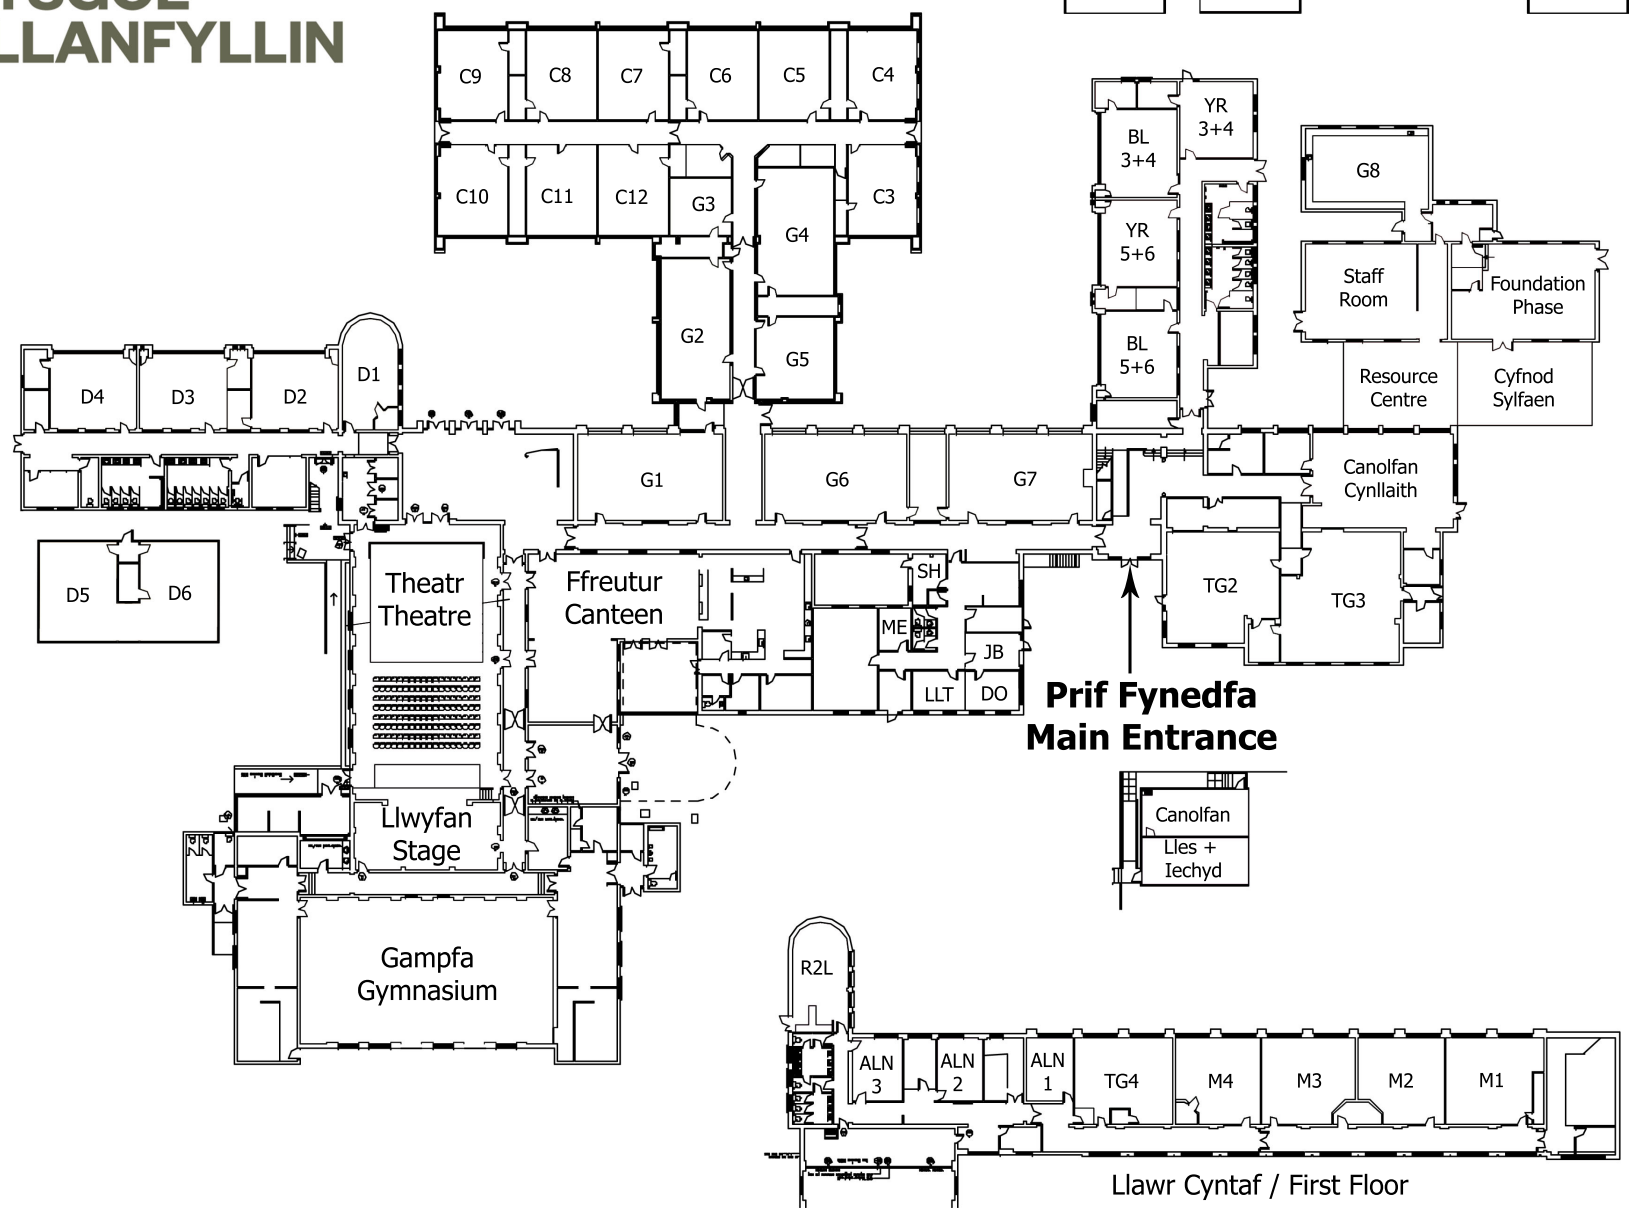 LLANFYLLIN
C9
C8
C7
C6
C5
C4
C10
C11
C12
G3
G4
C3
G2
G5
YR
3+4
BL
3+4
YR
5+6
BL
5+6
G8
Staff
Room
Foundation
Phase
Resource
Centre
Cyfnod
Sylfaen
D4
D3
D2
D1
G1
G6
G7
Canolfan
Cynllaith
D5
D6
Theatr
Theatre
Ffreutur
Canteen
SH
ME
JB
LLT
DO
TG2
TG3
Prif Fynedfa
Main Entrance
Llwyfan
Stage
Canolfan
Lles +
Iechyd
Gampfa
Gymnasium
R2L
ALN
3
ALN
2
ALN
1
TG4
M4
M3
M2
M1
Llawr Cyntaf / First Floor